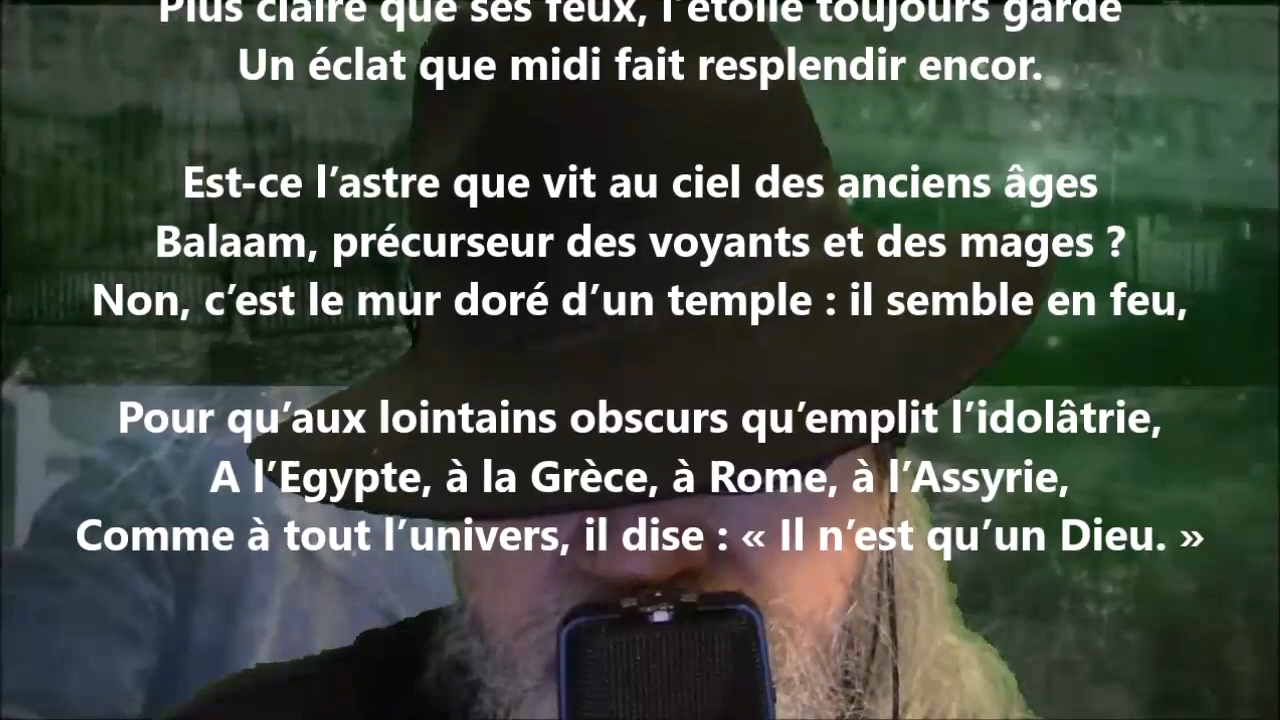 Plus claire que ses feux, l’étoile toujours garde
Un éclat que midi fait resplendir encor.
Est-ce l’astre que vit au ciel des anciens âges
Balaam, précurseur des voyants et des mages ?
Non, c’est le mur doré d’un temple : il semble en feu,
Pour qu’aux lointains obscurs qu’emplit l’idolâtrie,
A l’Egypte, à la Grèce, à Rome, à l’Assyrie,
Comme à tout l’univers, il dise : « Il n’est qu’un Dieu. »